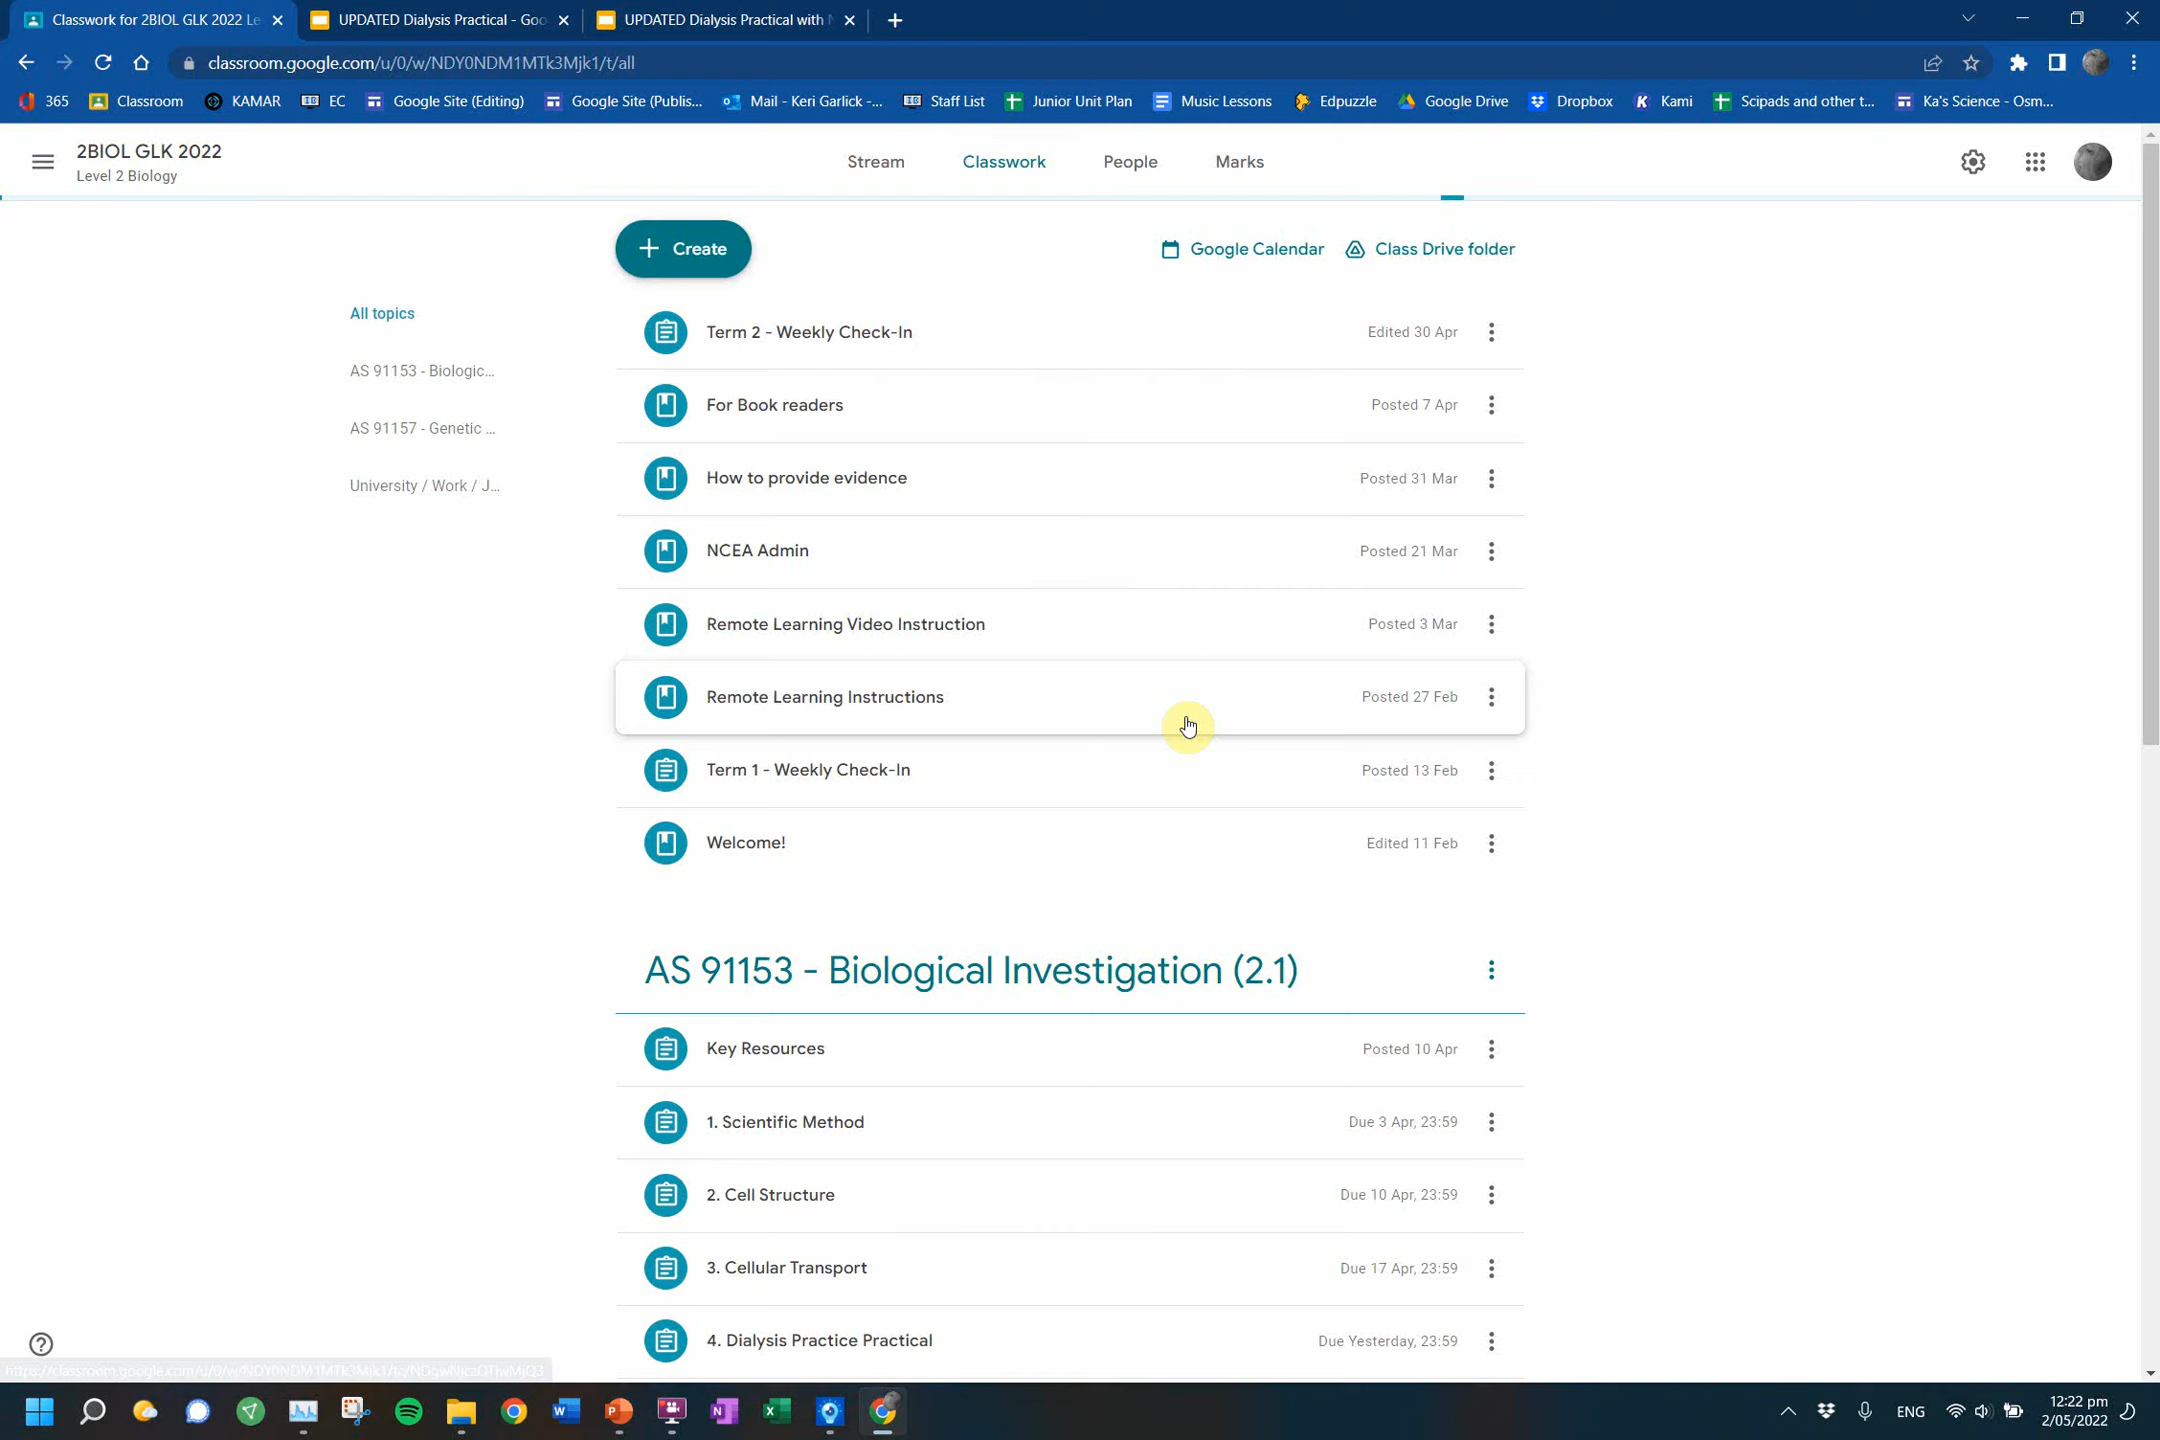 Classwork for 2BIOL GLK 2022 Le
UPDATED Dialysis Practical - Goo
UPDATED Dialysis Practical with
classroom.google.com/u/0/w/NDY0NDM1MTk3Mjk1/t/all
365
Classroom
KAMAR
EC
Google Site (Editing)
Google Site (Publis...
Mail - Keri Garlick -...
Staff List
Junior Unit Plan
Music Lessons
Edpuzzle
Google Drive
Dropbox
Kami
Scipads and other t...
Ka's Science - Osm...
2BIOL GLK 2022
Level 2 Biology
Stream
Classwork
People
Marks
Create
Google Calendar
Class Drive folder
All topics
AS 91153 - Biologic...
AS 91157 - Genetic ...
University / Work / J...
Term 2 - Weekly Check-In
Edited 30 Apr
For Book readers
Posted 7 Apr
How to provide evidence
Posted 31 Mar
NCEA Admin
Posted 21 Mar
Remote Learning Video Instruction
Posted 3 Mar
Remote Learning Instructions
Posted 27 Feb
Term 1 - Weekly Check-In
Posted 13 Feb
Welcome!
Edited 11 Feb
AS 91153 - Biological Investigation (2.1)
Key Resources
Posted 10 Apr
1. Scientific Method
Due 3 Apr, 23:59
2. Cell Structure
Due 10 Apr, 23:59
3. Cellular Transport
Due 17 Apr, 23:59
4. Dialysis Practice Practical
Due Yesterday, 23:59
ENG
12:22 pm
2/05/2022